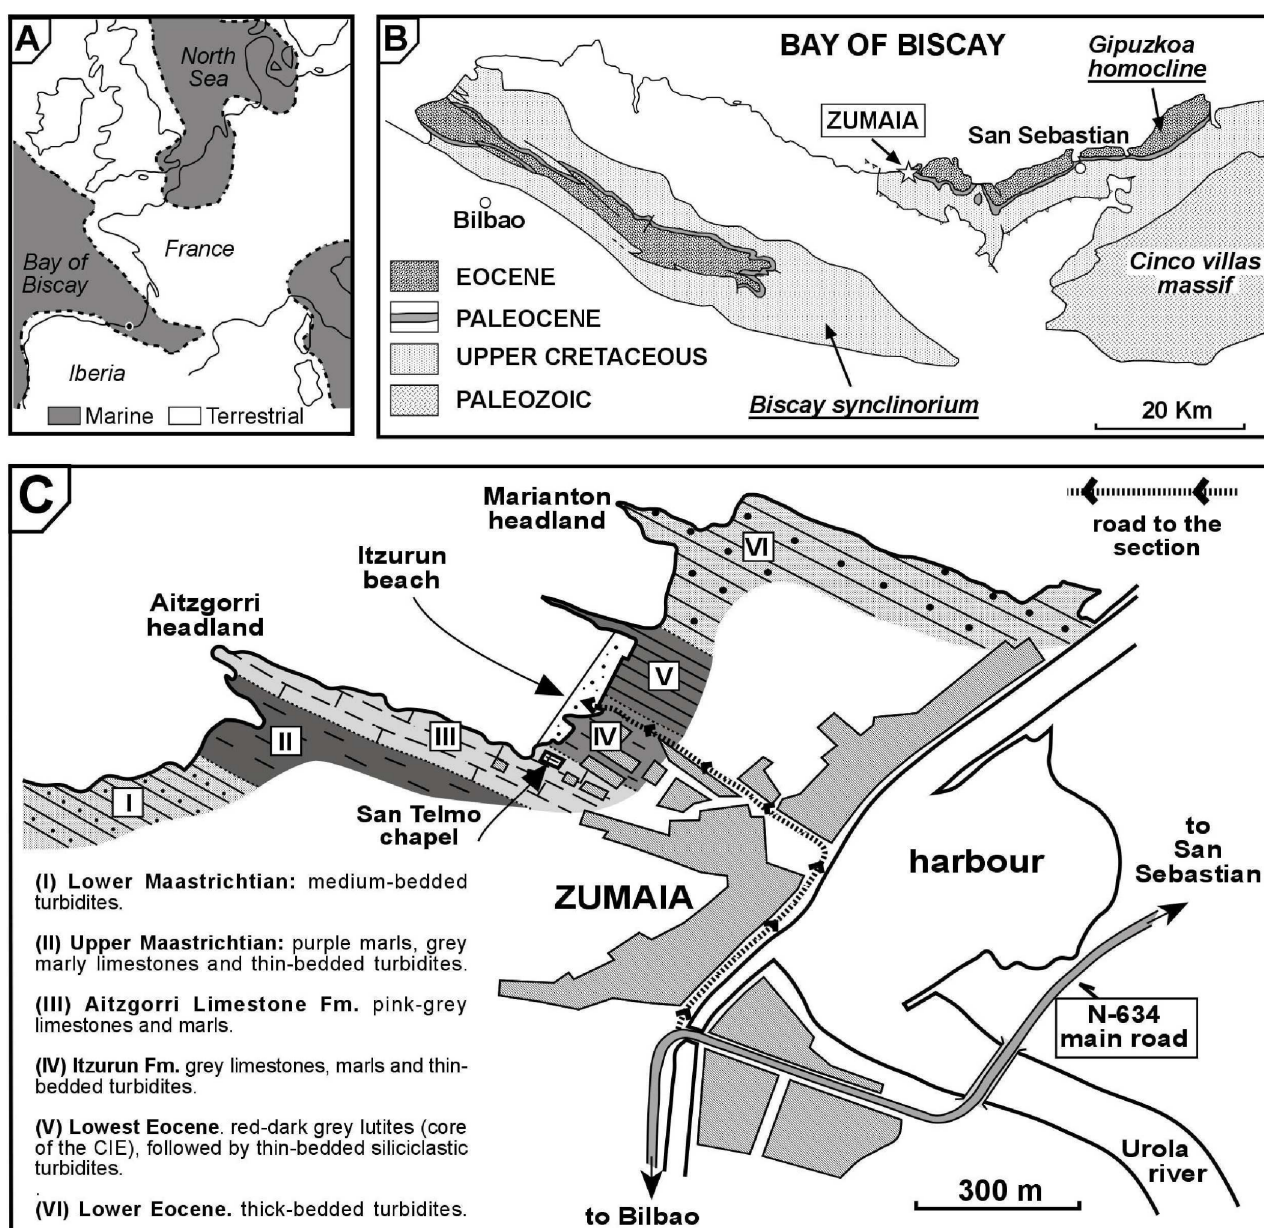 A
North
Sea
France
Bay of
Biscay
Iberia
Marine
Terrestrial
B
BAY OF BISCAY
Gipuzkoa
homocline
ZUMAIA
San Sebastian
Bilbao
Cinco villas
massif
EOCENE
PALEOCENE
UPPER CRETACEOUS
PALEOZOIC
Biscay synclinorium
20 Km
C
Marianton
headland
road to the
section
Itzurun
beach
Aitzgorri
headland
VI
V
IV
III
II
I
San Telmo
chapel
ZUMAIA
harbour
to
San
Sebastian
N-634
main road
Urola
river
300 m
to Bilbao
(I) Lower Maastrichtian: medium-bedded
turbidites.
(II) Upper Maastrichtian: purple marls, grey
marly limestones and thin-bedded turbidites.
(III) Aitzgorri Limestone Fm. pink-grey
limestones and marls.
(IV) Itzurun Fm. grey limestones, marls and thin-
bedded turbidites.
(V) Lowest Eocene. red-dark grey lutites (core
of the CIE), followed by thin-bedded siliciclastic
turbidites.
.
(VI) Lower Eocene. thick-bedded turbidites.